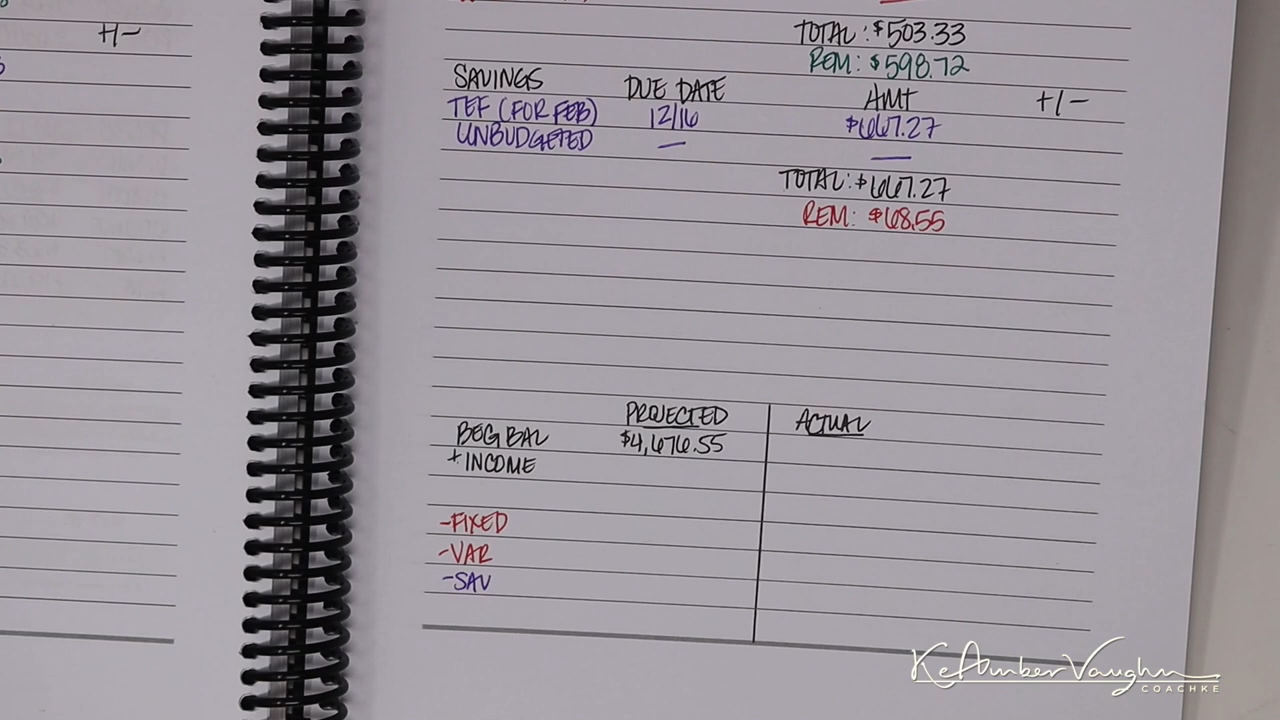 +/-
TOTAL: $503.33
REM: $598.72
SAVINGS DUE DATE AMT +/-
TEF (FOR FEB) 12/16 $667.27
UNBUDGETED — —
TOTAL: $667.27
REM: $68.55
PROJECTED ACTUAL
BEG BAL $4,676.55
+ INCOME
-FIXED
-VAR
-SAV
KeAmber Vaughn
COACHKE